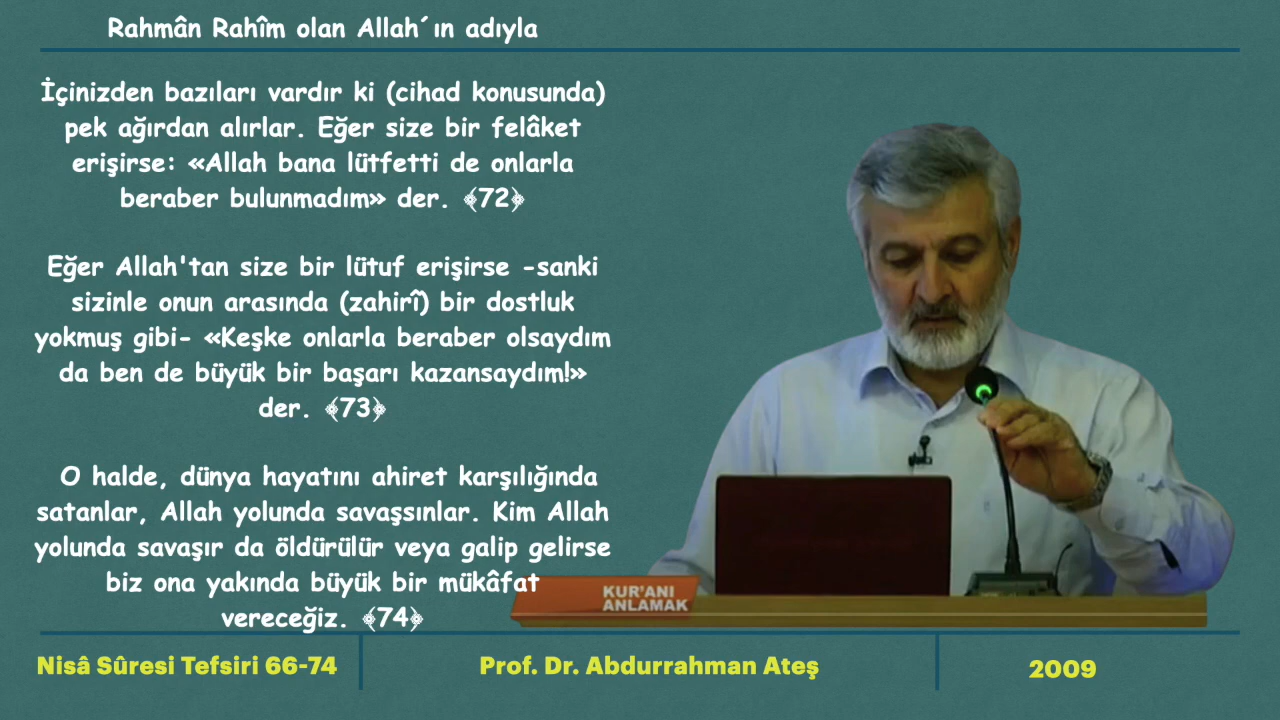 Rahmân Rahîm olan Allah´ın adıyla
İçinizden bazıları vardır ki (cihad konusunda)
pek ağırdan alırlar. Eğer size bir felâket
erişirse: «Allah bana lütfetti de onlarla
beraber bulunmadım» der. ﴾72﴿
Eğer Allah'tan size bir lütuf erişirse -sanki
sizinle onun arasında (zahirî) bir dostluk
yokmuş gibi- «Keşke onlarla beraber olsaydım
da ben de büyük bir başarı kazansaydım!»
der. ﴾73﴿
O halde, dünya hayatını ahiret karşılığında
satanlar, Allah yolunda savaşsınlar. Kim Allah
yolunda savaşır da öldürülür veya galip gelirse
biz ona yakında büyük bir mükâfat
vereceğiz. ﴾74﴿
KUR'ANI
ANLAMAK
Nisâ Sûresi Tefsiri 66-74
Prof. Dr. Abdurrahman Ateş
2009